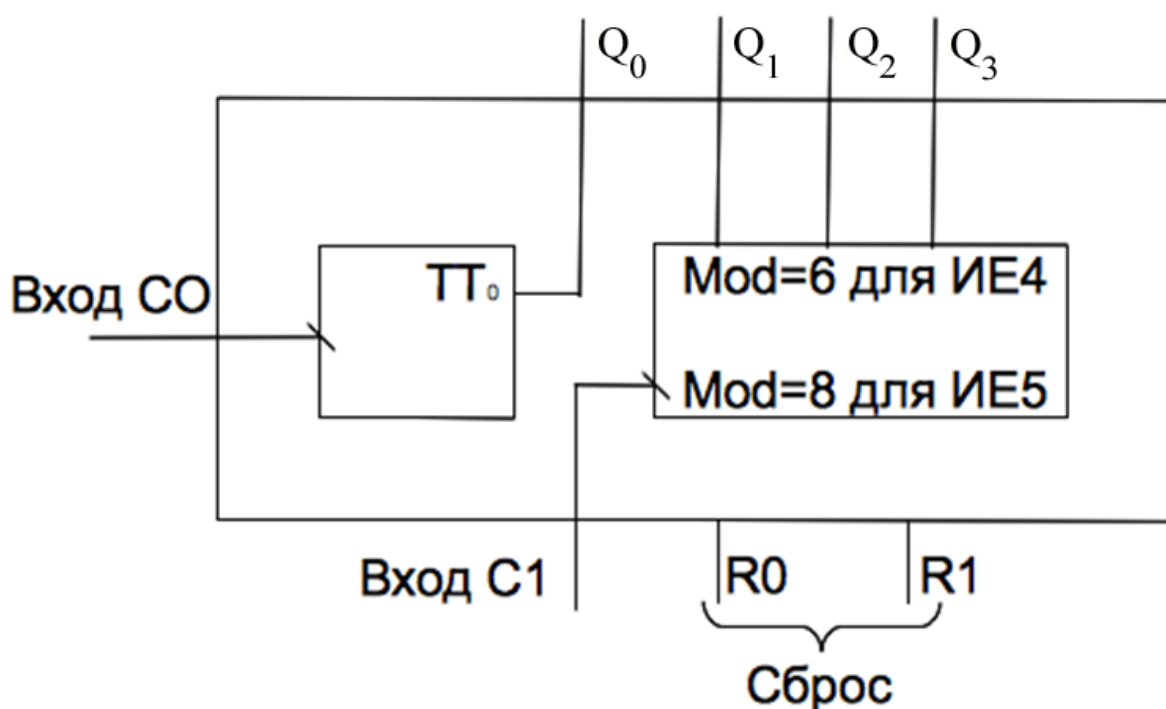 Q0 Q1 Q2 Q3
TT0
Вход СО
Mod=6 для ИЕ4
Mod=8 для ИЕ5
Вход С1
R0 R1
Сброс